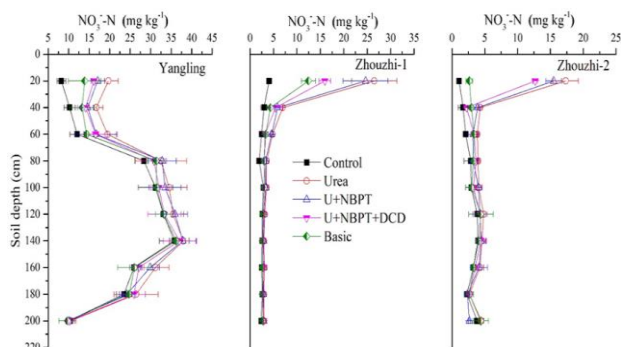 NO₃⁻-N (mg kg⁻¹) NO₃⁻-N (mg kg⁻¹) NO₃⁻-N (mg kg⁻¹)
5 10 15 20 25 30 35 40 45 0 5 10 15 20 25 30 35 0 5 10 15 20 25
Yangling Zhouzhi-1 Zhouzhi-2
0
20
40
60
80
100
120
140
160
180
200
220
Soil depth (cm)
Control
Urea
U+NBPT
U+NBPT+DCD
Basic